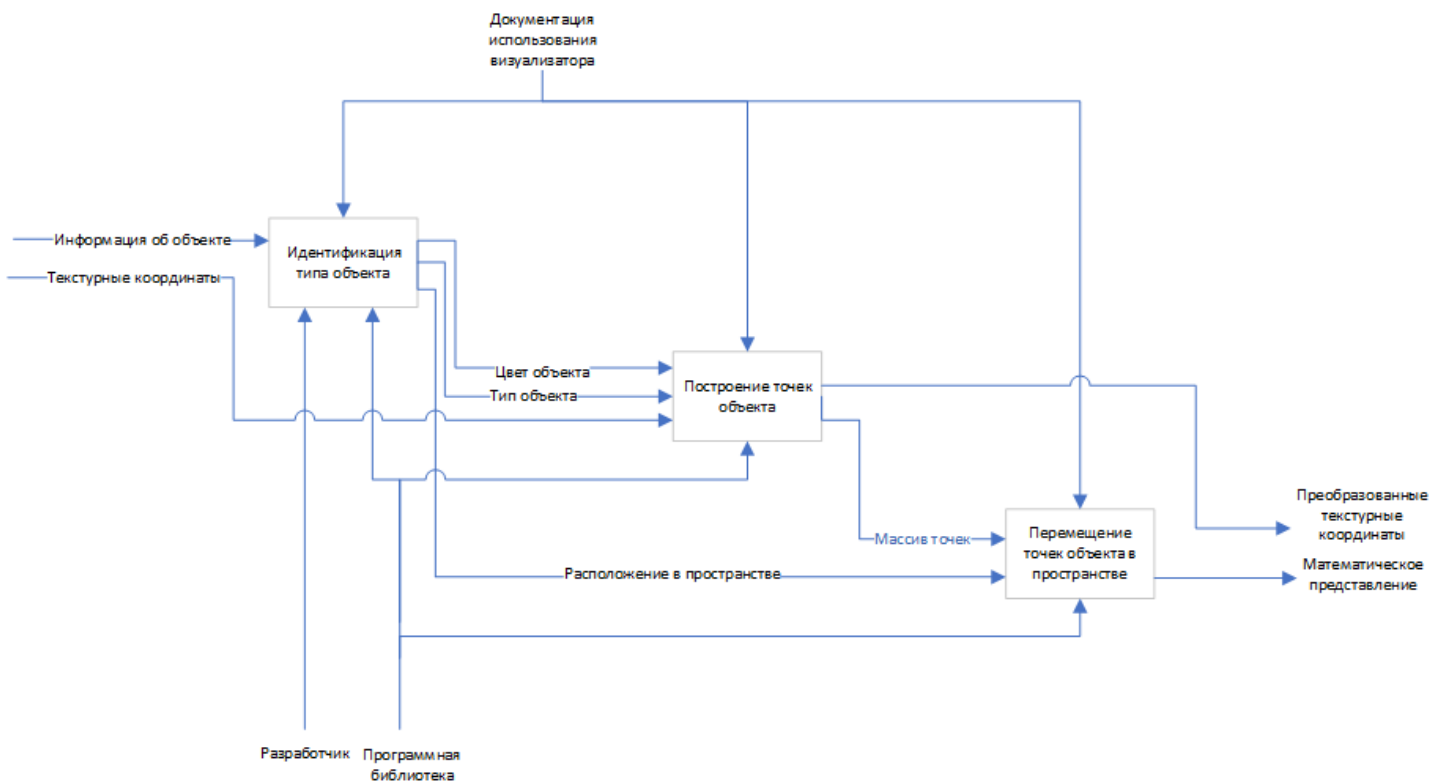 Документация
использования
визуализатора
Информация об объекте
Текстурные координаты
Идентификация
типа объекта
Цвет объекта
Тип объекта
Построение точек
объекта
Массив точек
Расположение в пространстве
Перемещение
точек объекта в
пространстве
Преобразованные
текстурные
координаты
Математическое
представление
Разработчик
Программная
библиотека